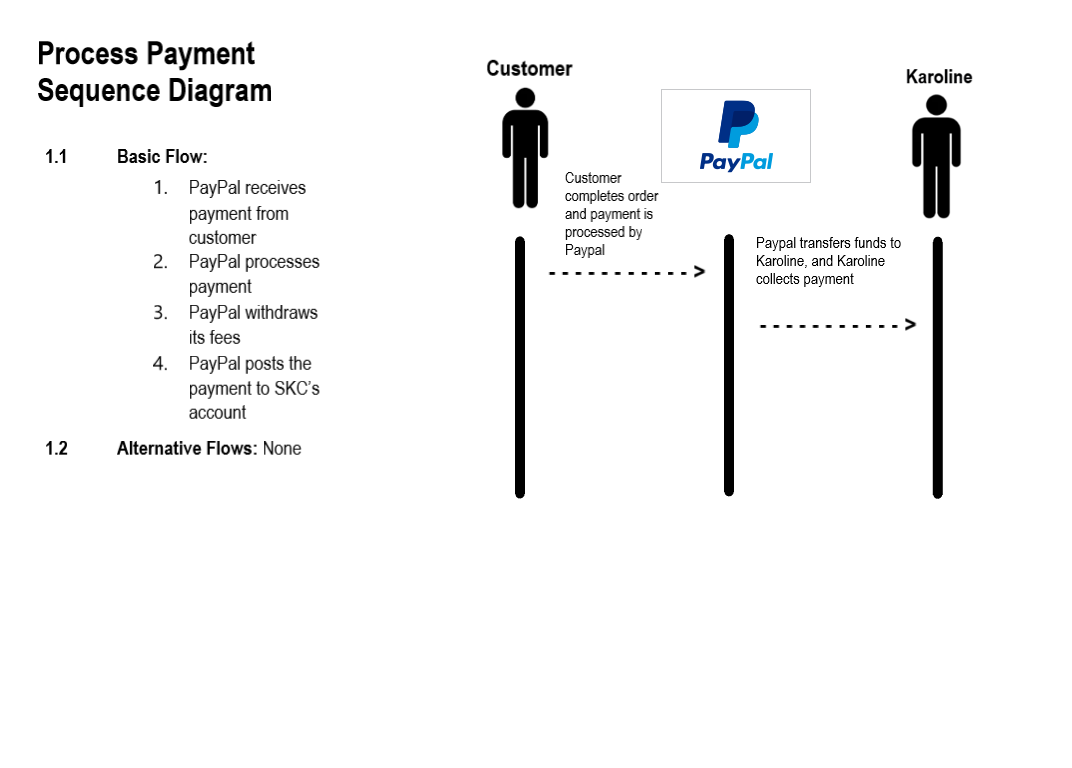 Process Payment
Sequence Diagram
1.1 Basic Flow:
1. PayPal receives
payment from
customer
2. PayPal processes
payment
3. PayPal withdraws
its fees
4. PayPal posts the
payment to SKC's
account
1.2 Alternative Flows: None
Customer
PayPal
Karoline
Customer
completes order
and payment is
processed by
Paypal
- - - - - - - - - - - >
Paypal transfers funds to
Karoline, and Karoline
collects payment
- - - - - - - - - - - >